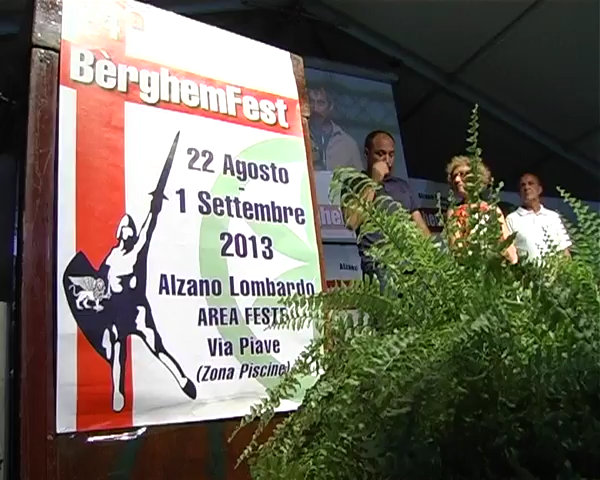 BèrghemFest
22 Agosto
-
1 Settembre
2013
Alzano Lombardo
AREA FESTE
Via Piave
(Zona Piscine)